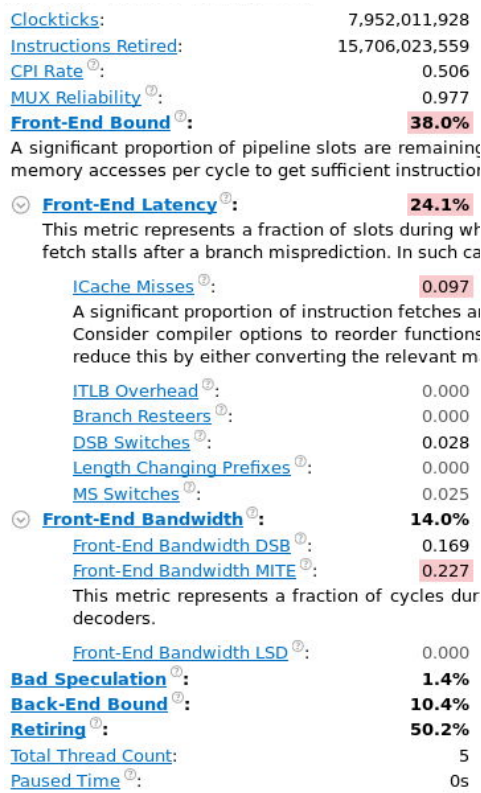 Clockticks: 7,952,011,928
Instructions Retired: 15,706,023,559
CPI Rate ?: 0.506
MUX Reliability ?: 0.977
Front-End Bound ?: 38.0%
A significant proportion of pipeline slots are remaining
memory accesses per cycle to get sufficient instruction
Front-End Latency ?: 24.1%
This metric represents a fraction of slots during wh
fetch stalls after a branch misprediction. In such ca
ICache Misses ?: 0.097
A significant proportion of instruction fetches a
Consider compiler options to reorder functions
reduce this by either converting the relevant ma
ITLB Overhead ?: 0.000
Branch Resteers ?: 0.000
DSB Switches ?: 0.028
Length Changing Prefixes ?: 0.000
MS Switches ?: 0.025
Front-End Bandwidth ?: 14.0%
Front-End Bandwidth DSB ?: 0.169
Front-End Bandwidth MITE ?: 0.227
This metric represents a fraction of cycles dur
decoders.
Front-End Bandwidth LSD ?: 0.000
Bad Speculation ?: 1.4%
Back-End Bound ?: 10.4%
Retiring ?: 50.2%
Total Thread Count: 5
Paused Time ?: 0s